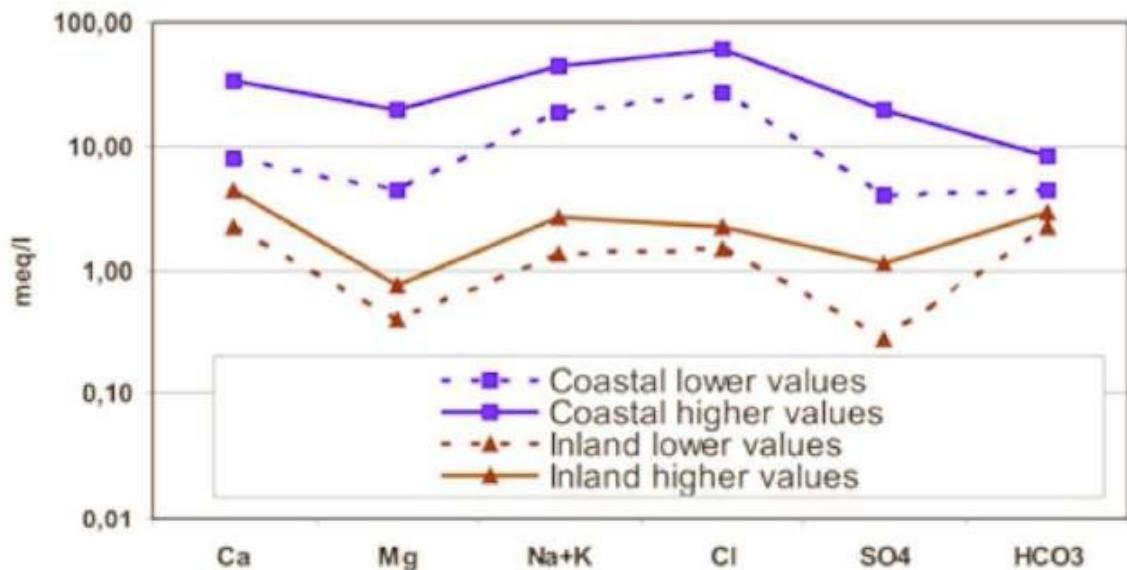 100,00
10,00
1,00
0,10
0,01
meq/l
Coastal lower values
Coastal higher values
Inland lower values
Inland higher values
Ca Mg Na+K Cl SO4 HCO3